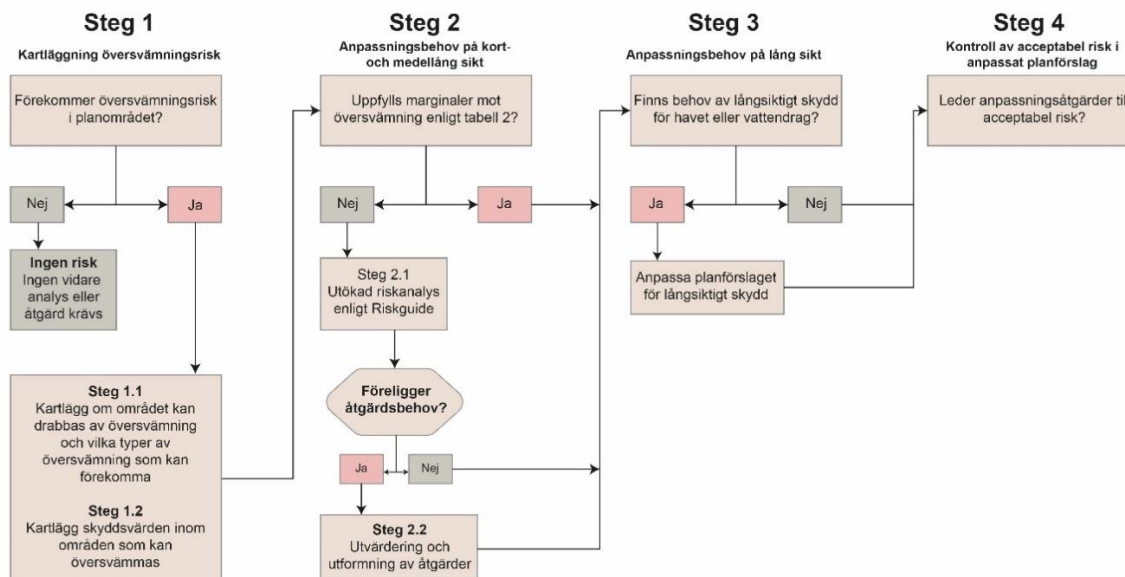 Steg 1
Kartläggning översvämningsrisk
Förekommer översvämningsrisk
i planområdet?
Nej
Ja
Ingen risk
Ingen vidare
analys eller
åtgärd krävs
Steg 1.1
Kartlägg om området kan
drabbas av översvämning
och vilka typer av
översvämning som kan
förekomma
Steg 1.2
Kartlägg skyddsvärden inom
områden som kan
översvämmas
Steg 2
Anpassningsbehov på kort-
och medellång sikt
Uppfylls marginaler mot
översvämning enligt tabell 2?
Nej
Ja
Steg 2.1
Utökad riskanalys
enligt Riskguide
Föreligger
åtgärdsbehov?
Ja
Nej
Steg 2.2
Utvärdering och
utformning av åtgärder
Steg 3
Anpassningsbehov på lång sikt
Finns behov av långsiktigt skydd
för havet eller vattendrag?
Ja
Nej
Anpassa planförslaget
för långsiktigt skydd
Steg 4
Kontroll av acceptabel risk i
anpassat planförslag
Leder anpassningsåtgärder til
acceptabel risk?